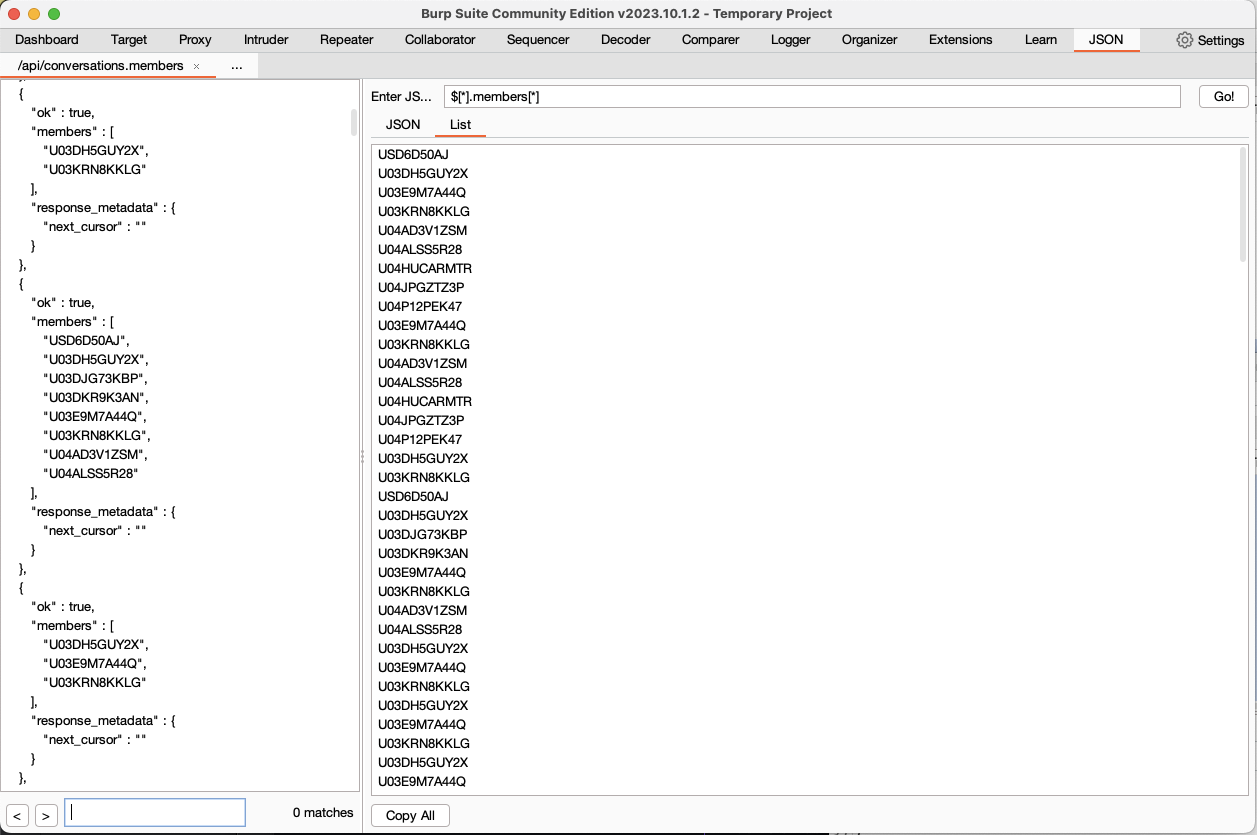 Burp Suite Community Edition v2023.10.1.2 - Temporary Project
Dashboard Target Proxy Intruder Repeater Collaborator Sequencer Decoder Comparer Logger Organizer Extensions Learn JSON Settings
/api/conversations.members × ...
{
"ok" : true,
"members" : [
"U03DH5GUY2X",
"U03KRN8KKLG"
],
"response_metadata" : {
"next_cursor" : ""
}
},
{
"ok" : true,
"members" : [
"USD6D50AJ",
"U03DH5GUY2X",
"U03DJG73KBP",
"U03DKR9K3AN",
"U03E9M7A44Q",
"U03KRN8KKLG",
"U04AD3V1ZSM",
"U04ALSS5R28"
],
"response_metadata" : {
"next_cursor" : ""
}
},
{
"ok" : true,
"members" : [
"U03DH5GUY2X",
"U03E9M7A44Q",
"U03KRN8KKLG"
],
"response_metadata" : {
"next_cursor" : ""
}
},
< > 0 matches
Enter JS... $[*].members[*] Go!
JSON List
USD6D50AJ
U03DH5GUY2X
U03E9M7A44Q
U03KRN8KKLG
U04AD3V1ZSM
U04ALSS5R28
U04HUCARMTR
U04JPGZTZ3P
U04P12PEK47
U03E9M7A44Q
U03KRN8KKLG
U04AD3V1ZSM
U04ALSS5R28
U04HUCARMTR
U04JPGZTZ3P
U04P12PEK47
U03DH5GUY2X
U03KRN8KKLG
USD6D50AJ
U03DH5GUY2X
U03DJG73KBP
U03DKR9K3AN
U03E9M7A44Q
U03KRN8KKLG
U04AD3V1ZSM
U04ALSS5R28
U03DH5GUY2X
U03E9M7A44Q
U03KRN8KKLG
U03DH5GUY2X
U03E9M7A44Q
U03KRN8KKLG
U03DH5GUY2X
U03E9M7A44Q
Copy All